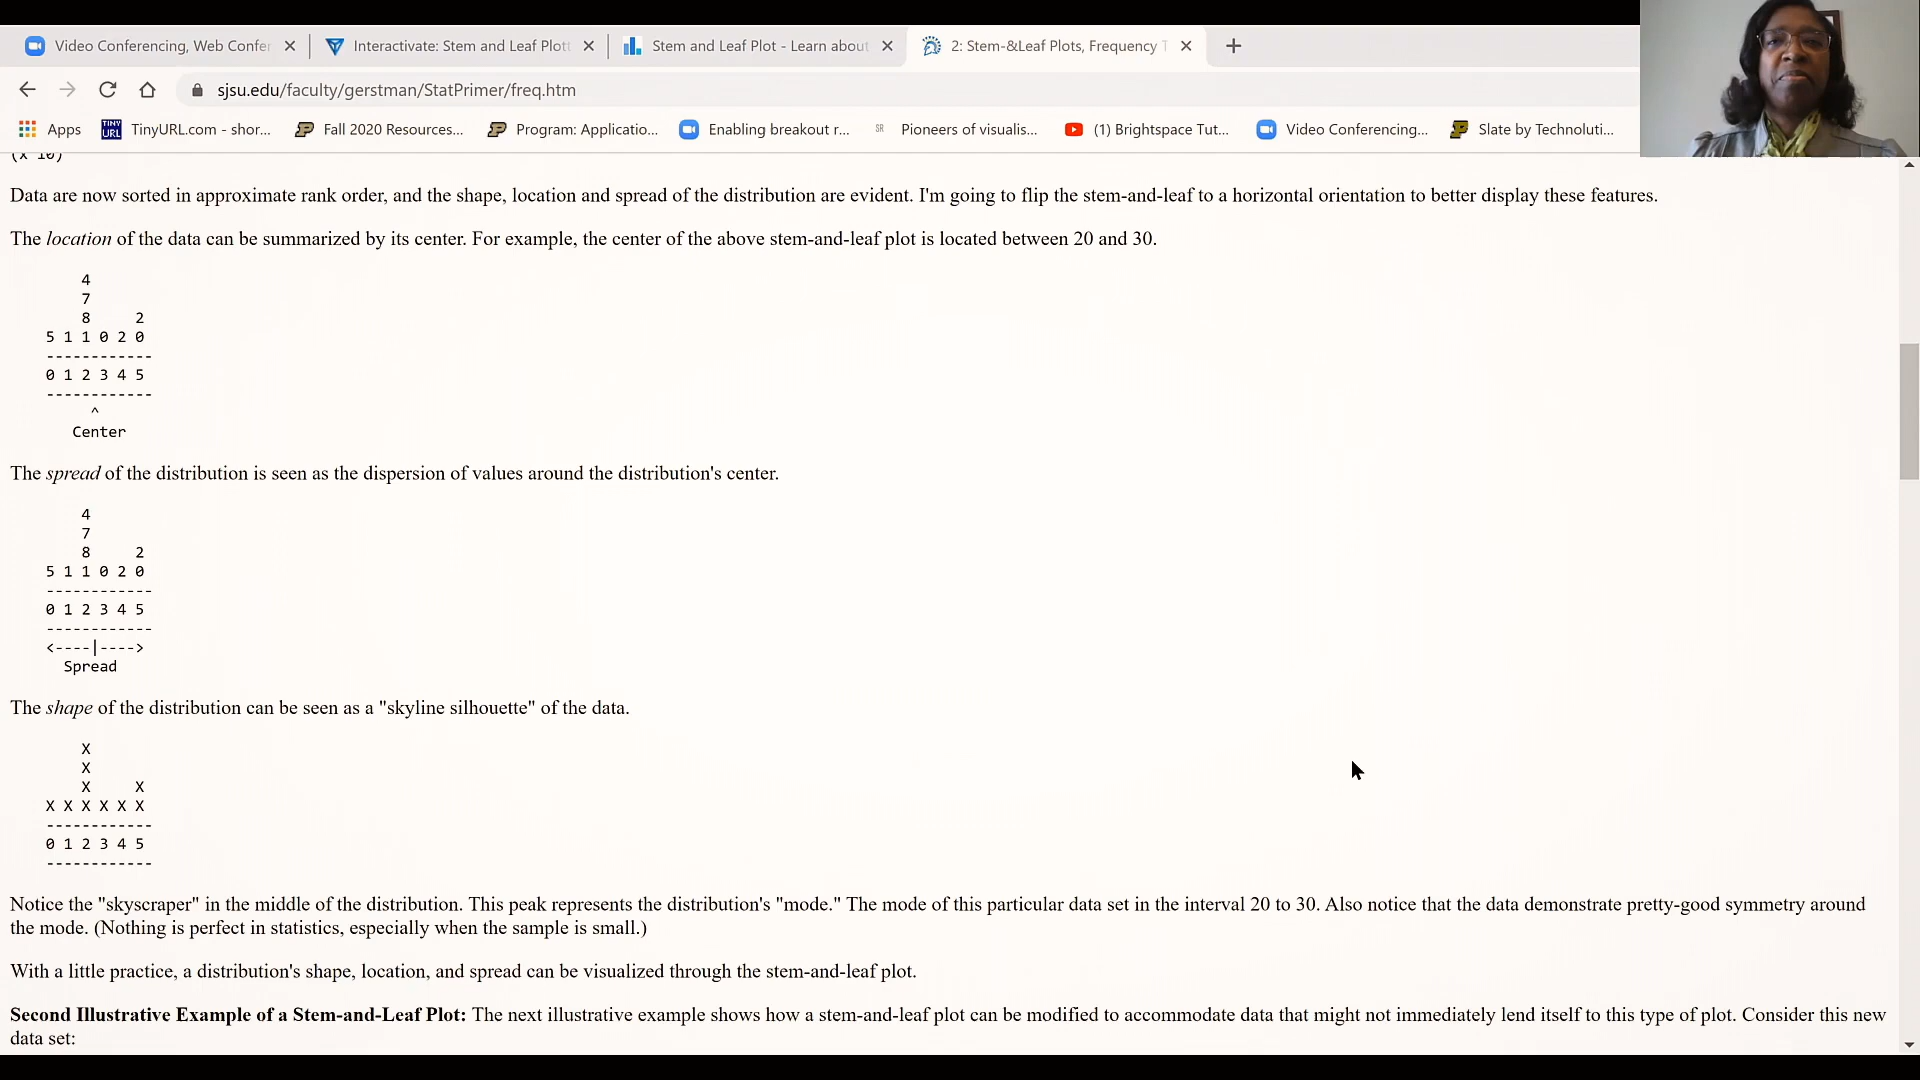 Video Conferencing, Web Confer
Interactivate: Stem and Leaf Plott
Stem and Leaf Plot - Learn about
2: Stem-&Leaf Plots, Frequency T
sjsu.edu/faculty/gerstman/StatPrimer/freq.htm
Apps
TINY URL
TinyURL.com - shor...
Fall 2020 Resources...
Program: Applicatio...
Enabling breakout r...
SR
Pioneers of visualis...
(1) Brightspace Tut...
Video Conferencing...
Slate by Technoluti...
(x 10)
Data are now sorted in approximate rank order, and the shape, location and spread of the distribution are evident. I'm going to flip the stem-and-leaf to a horizontal orientation to better display these features.
The location of the data can be summarized by its center. For example, the center of the above stem-and-leaf plot is located between 20 and 30.
4
7
8 2
5 1 1 0 2 0
------------
0 1 2 3 4 5
------------
^
Center
The spread of the distribution is seen as the dispersion of values around the distribution's center.
4
7
8 2
5 1 1 0 2 0
------------
0 1 2 3 4 5
------------
<----|---->
Spread
The shape of the distribution can be seen as a "skyline silhouette" of the data.
X
X
X X
X X X X X X
------------
0 1 2 3 4 5
------------
Notice the "skyscraper" in the middle of the distribution. This peak represents the distribution's "mode." The mode of this particular data set in the interval 20 to 30. Also notice that the data demonstrate pretty-good symmetry around
the mode. (Nothing is perfect in statistics, especially when the sample is small.)
With a little practice, a distribution's shape, location, and spread can be visualized through the stem-and-leaf plot.
Second Illustrative Example of a Stem-and-Leaf Plot: The next illustrative example shows how a stem-and-leaf plot can be modified to accommodate data that might not immediately lend itself to this type of plot. Consider this new
data set: